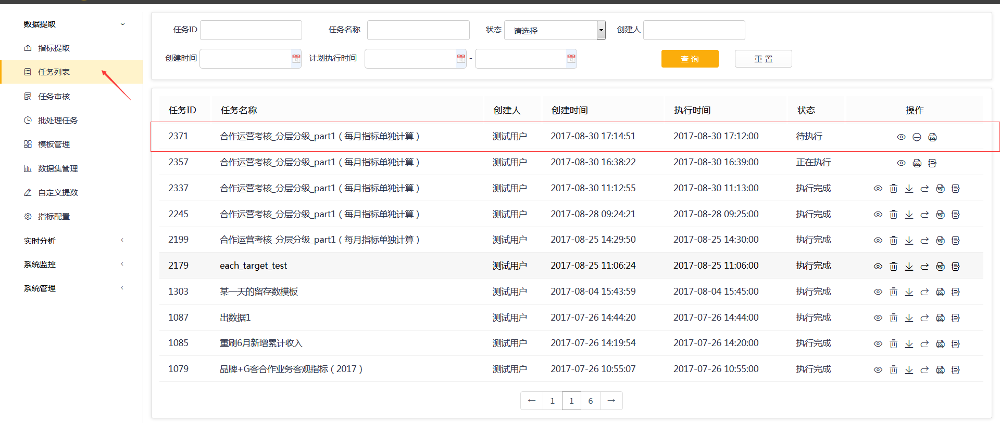 数据提取
指标提取
任务列表
任务审核
批处理任务
模板管理
数据集管理
自定义提数
指标配置
实时分析
系统监控
系统管理
任务ID 任务名称 状态 请选择 创建人
创建时间 计划执行时间 - 查 询 重 置
任务ID 任务名称 创建人 创建时间 执行时间 状态 操作
2371 合作运营考核_分层分级_part1（每月指标单独计算） 测试用户 2017-08-30 17:14:51 2017-08-30 17:12:00 待执行
2357 合作运营考核_分层分级_part1（每月指标单独计算） 测试用户 2017-08-30 16:38:22 2017-08-30 16:39:00 正在执行
2337 合作运营考核_分层分级_part1（每月指标单独计算） 测试用户 2017-08-30 11:12:55 2017-08-30 11:13:00 执行完成
2245 合作运营考核_分层分级_part1（每月指标单独计算） 测试用户 2017-08-28 09:24:21 2017-08-28 09:25:00 执行完成
2199 合作运营考核_分层分级_part1（每月指标单独计算） 测试用户 2017-08-25 14:29:50 2017-08-25 14:30:00 执行完成
2179 each_target_test 测试用户 2017-08-25 11:06:24 2017-08-25 11:06:00 执行完成
1303 某一天的留存数模板 测试用户 2017-08-04 15:43:59 2017-08-04 15:45:00 执行完成
1087 出数据1 测试用户 2017-07-26 14:44:20 2017-07-26 14:44:00 执行完成
1085 重刷6月新增累计收入 测试用户 2017-07-26 14:19:54 2017-07-26 14:20:00 执行完成
1079 品牌+G客合作业务客观指标（2017） 测试用户 2017-07-26 10:55:07 2017-07-26 10:55:00 执行完成
← 1 1 6 →